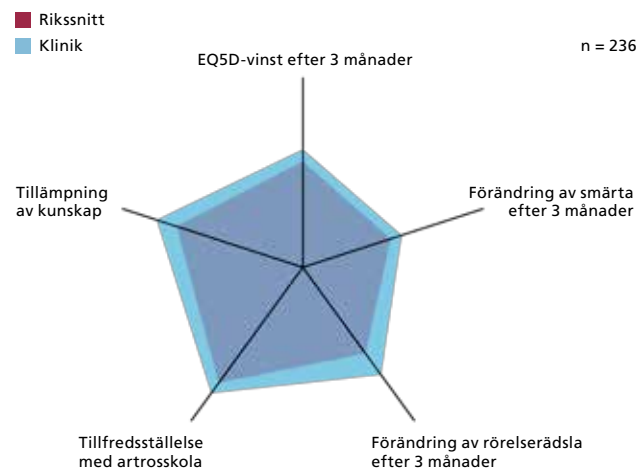 Rikssnitt
Klinik
n = 236
EQ5D-vinst efter 3 månader
Tillämpning
av kunskap
Förändring av smärta
efter 3 månader
Tillfredsställelse
med artrosskola
Förändring av rörelserädsla
efter 3 månader